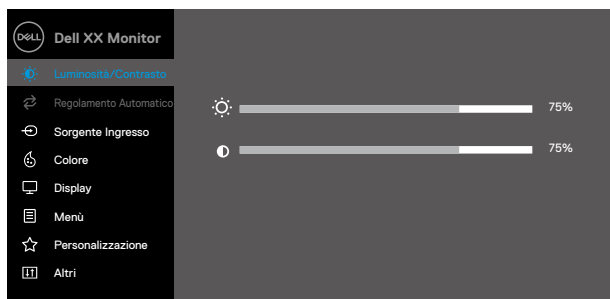 DELL
Dell XX Monitor
Luminosità/Contrasto
Regolamento Automatico
Sorgente Ingresso
Colore
Display
Menù
Personalizzazione
Altri
75%
75%